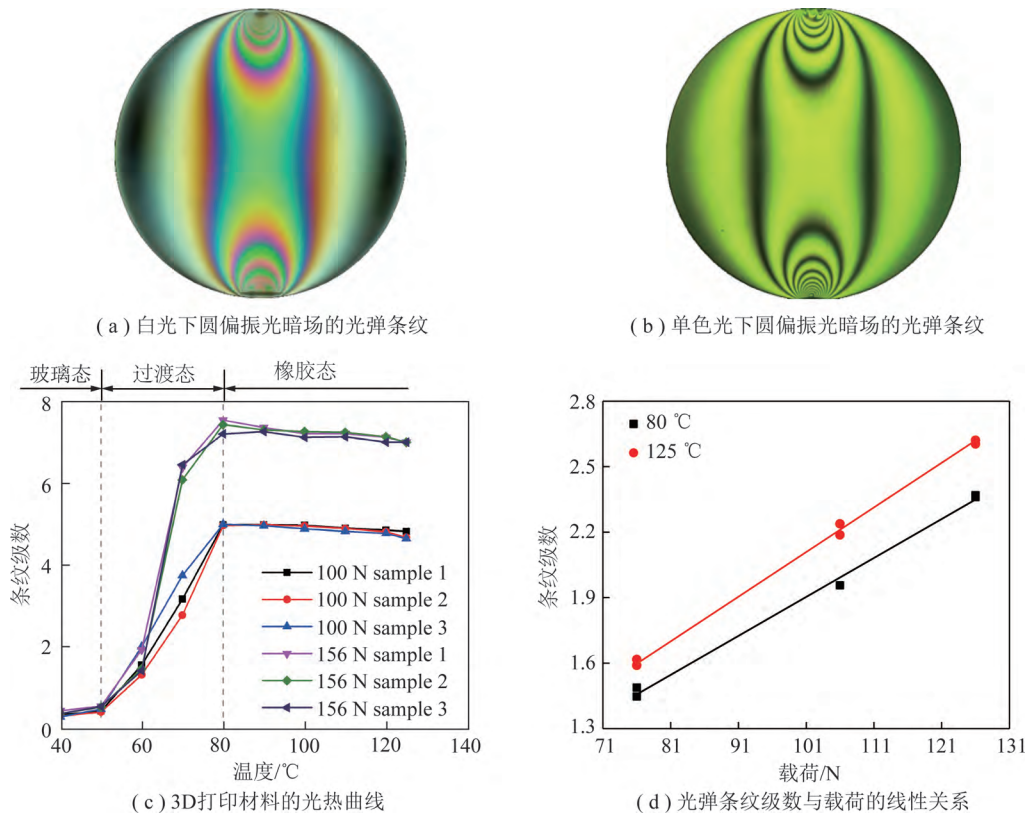 (a)白光下圆偏振光暗场的光弹条纹
(b)单色光下圆偏振光暗场的光弹条纹
玻璃态 过渡态 橡胶态
8
6
4
2
0
条纹级数
100 N sample 1
100 N sample 2
100 N sample 3
156 N sample 1
156 N sample 2
156 N sample 3
40 60 80 100 120 140
温度/℃
(c)3D打印材料的光热曲线
2.8
2.5
2.2
1.9
1.6
1.3
条纹级数
80 ℃
125 ℃
71 81 91 101 111 121 131
载荷/N
(d)光弹条纹级数与载荷的线性关系